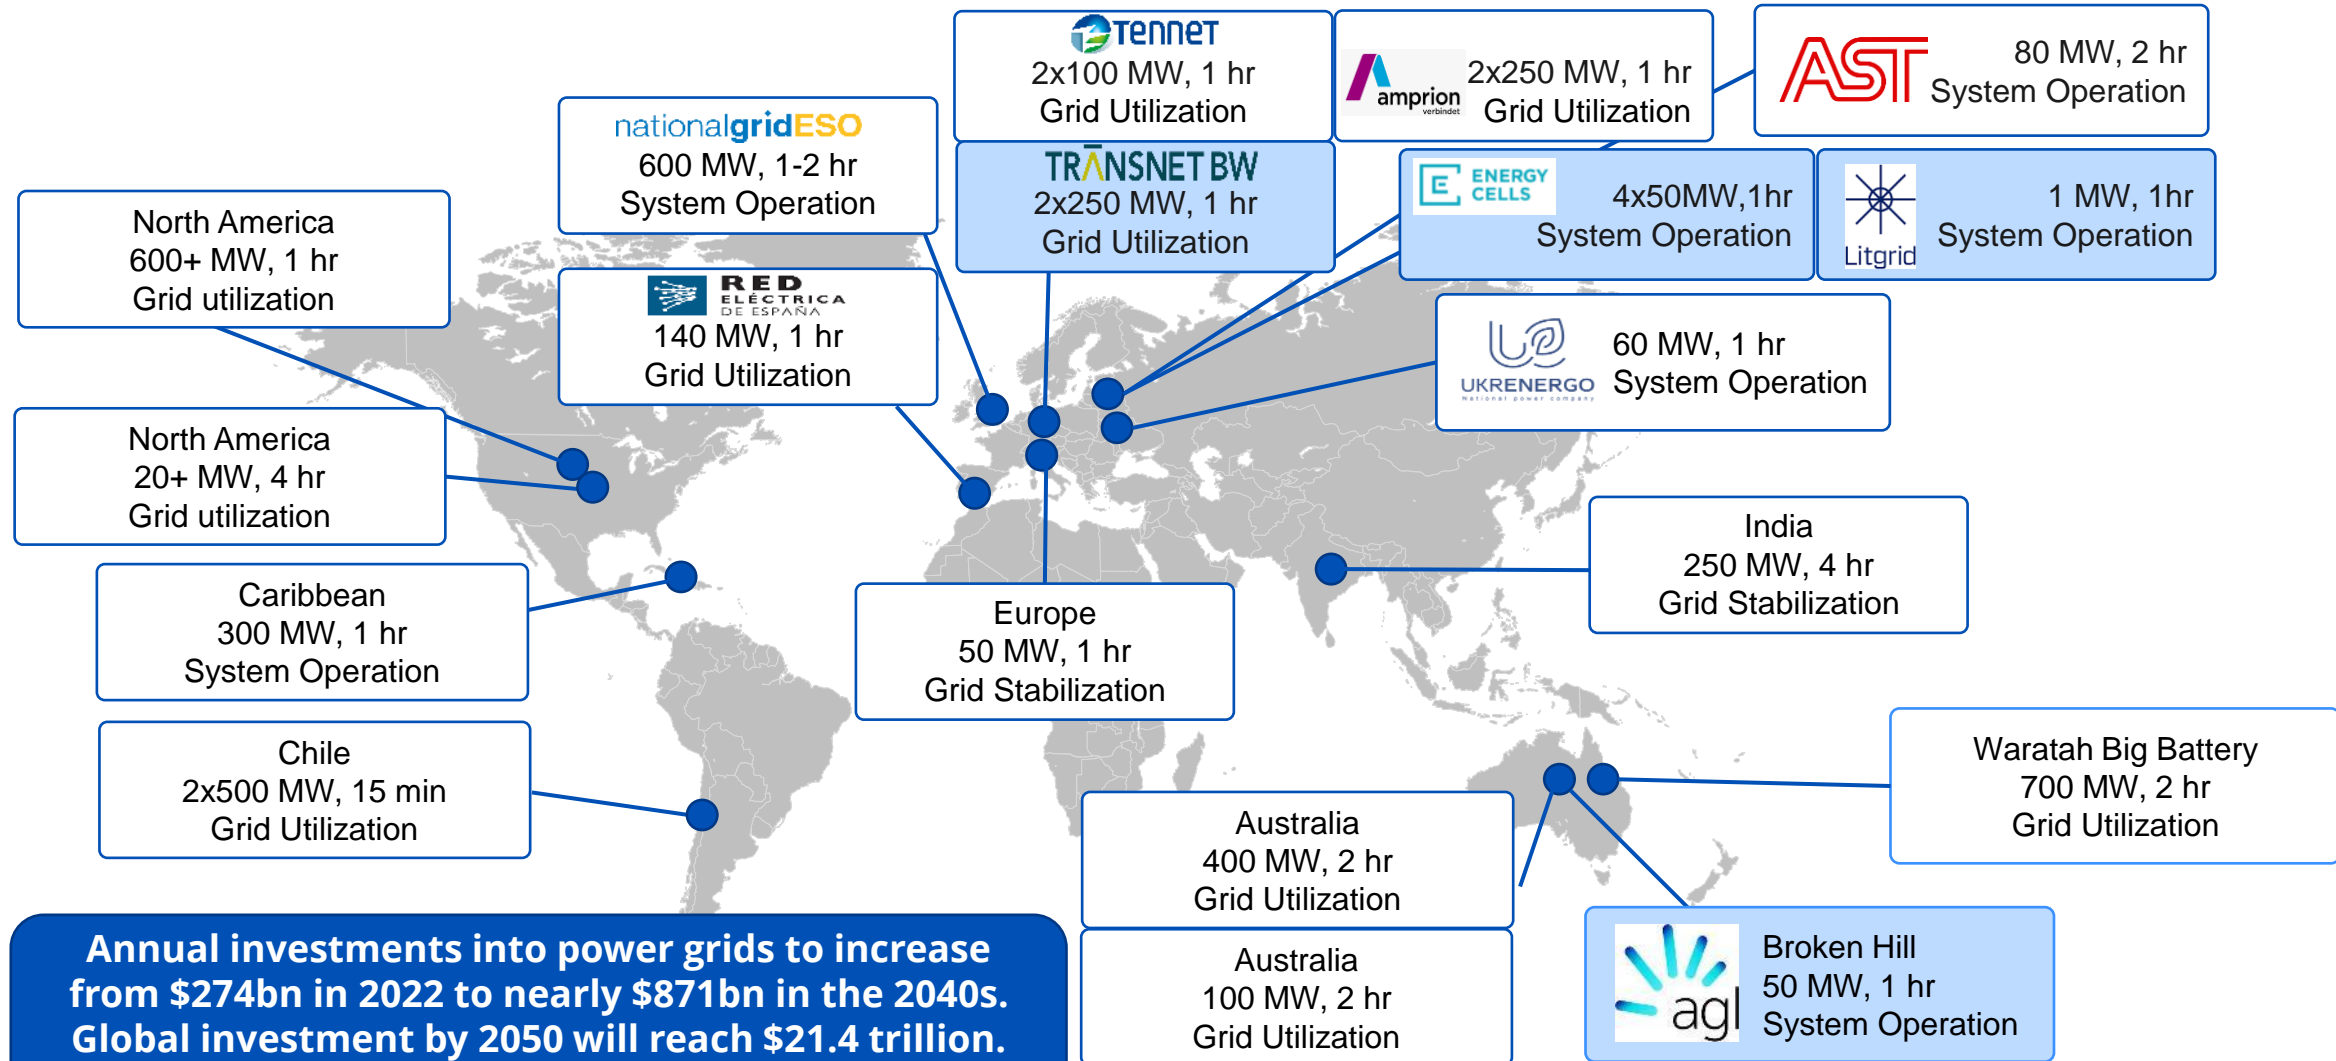 TenneT
2x100 MW, 1 hr
Grid Utilization
amprion
verbindet
2x250 MW, 1 hr
Grid Utilization
AST
80 MW, 2 hr
System Operation
nationalgridESO
600 MW, 1-2 hr
System Operation
TRANSNET BW
2x250 MW, 1 hr
Grid Utilization
ENERGY
CELLS
4x50MW,1hr
System Operation
Litgrid
1 MW, 1hr
System Operation
North America
600+ MW, 1 hr
Grid utilization
RED
ELÉCTRICA
DE ESPAÑA
140 MW, 1 hr
Grid Utilization
UKRENERGO
National power company
60 MW, 1 hr
System Operation
North America
20+ MW, 4 hr
Grid utilization
India
250 MW, 4 hr
Grid Stabilization
Caribbean
300 MW, 1 hr
System Operation
Europe
50 MW, 1 hr
Grid Stabilization
Chile
2x500 MW, 15 min
Grid Utilization
Waratah Big Battery
700 MW, 2 hr
Grid Utilization
Australia
400 MW, 2 hr
Grid Utilization
Australia
100 MW, 2 hr
Grid Utilization
agl
Broken Hill
50 MW, 1 hr
System Operation
Annual investments into power grids to increase
from $274bn in 2022 to nearly $871bn in the 2040s.
Global investment by 2050 will reach $21.4 trillion.